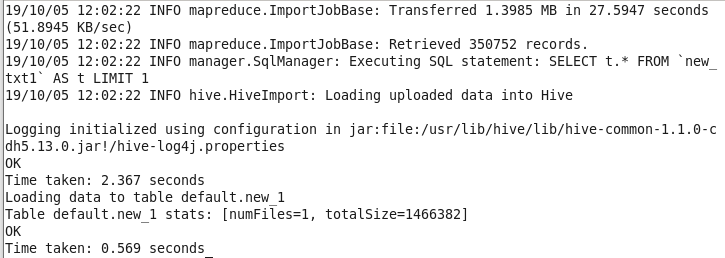 19/10/05 12:02:22 INFO mapreduce.ImportJobBase: Transferred 1.3985 MB in 27.5947 seconds
(51.8945 KB/sec)
19/10/05 12:02:22 INFO mapreduce.ImportJobBase: Retrieved 350752 records.
19/10/05 12:02:22 INFO manager.SqlManager: Executing SQL statement: SELECT t.* FROM `new_
txt1` AS t LIMIT 1
19/10/05 12:02:22 INFO hive.HiveImport: Loading uploaded data into Hive

Logging initialized using configuration in jar:file:/usr/lib/hive/lib/hive-common-1.1.0-c
dh5.13.0.jar!/hive-log4j.properties
OK
Time taken: 2.367 seconds
Loading data to table default.new_1
Table default.new_1 stats: [numFiles=1, totalSize=1466382]
OK
Time taken: 0.569 seconds